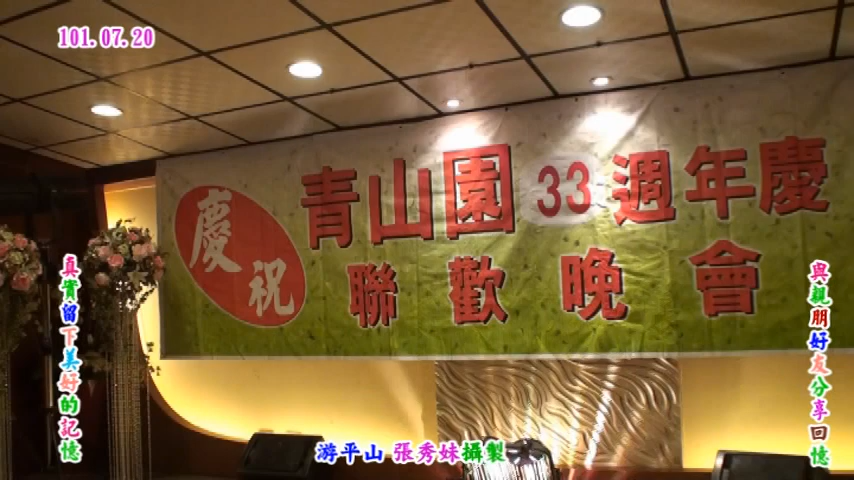 101.07.20
慶祝
青山園33週年慶
聯歡晚會
真實留下美好的記憶
與親朋好友分享回憶
游平山 張秀妹攝製